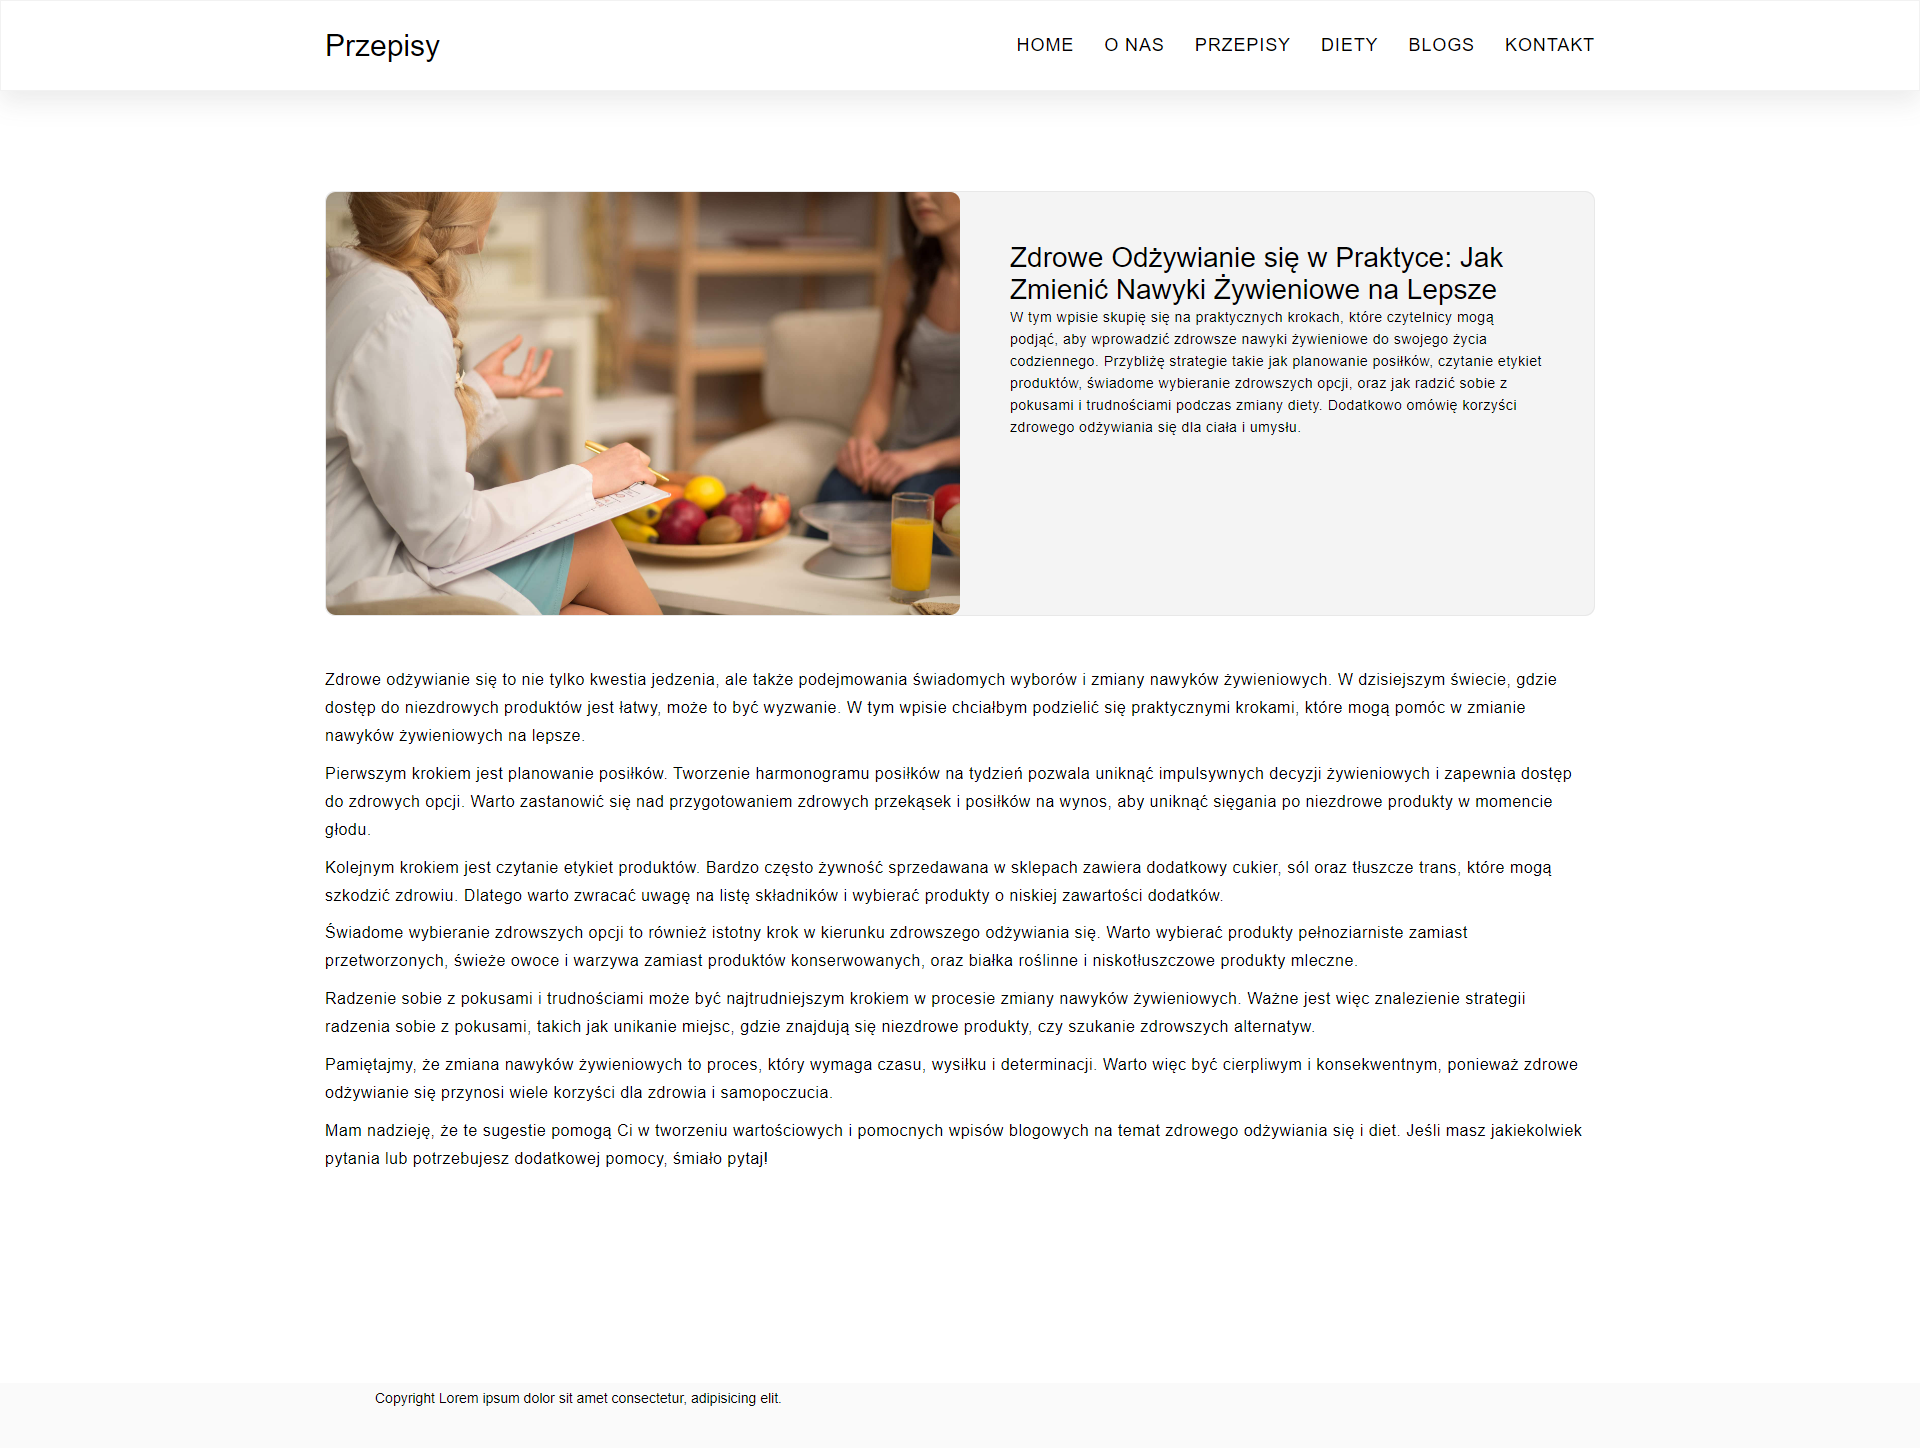 Przepisy
HOME O NAS PRZEPISY DIETY BLOGS KONTAKT
Zdrowe Odżywianie się w Praktyce: Jak
Zmienić Nawyki Żywieniowe na Lepsze
W tym wpisie skupię się na praktycznych krokach, które czytelnicy mogą
podjąć, aby wprowadzić zdrowsze nawyki żywieniowe do swojego życia
codziennego. Przybliżę strategie takie jak planowanie posiłków, czytanie etykiet
produktów, świadome wybieranie zdrowszych opcji, oraz jak radzić sobie z
pokusami i trudnościami podczas zmiany diety. Dodatkowo omówię korzyści
zdrowego odżywiania się dla ciała i umysłu.
Zdrowe odżywianie się to nie tylko kwestia jedzenia, ale także podejmowania świadomych wyborów i zmiany nawyków żywieniowych. W dzisiejszym świecie, gdzie
dostęp do niezdrowych produktów jest łatwy, może to być wyzwanie. W tym wpisie chciałbym podzielić się praktycznymi krokami, które mogą pomóc w zmianie
nawyków żywieniowych na lepsze.
Pierwszym krokiem jest planowanie posiłków. Tworzenie harmonogramu posiłków na tydzień pozwala uniknąć impulsywnych decyzji żywieniowych i zapewnia dostęp
do zdrowych opcji. Warto zastanowić się nad przygotowaniem zdrowych przekąsek i posiłków na wynos, aby uniknąć sięgania po niezdrowe produkty w momencie
głodu.
Kolejnym krokiem jest czytanie etykiet produktów. Bardzo często żywność sprzedawana w sklepach zawiera dodatkowy cukier, sól oraz tłuszcze trans, które mogą
szkodzić zdrowiu. Dlatego warto zwracać uwagę na listę składników i wybierać produkty o niskiej zawartości dodatków.
Świadome wybieranie zdrowszych opcji to również istotny krok w kierunku zdrowszego odżywiania się. Warto wybierać produkty pełnoziarniste zamiast
przetworzonych, świeże owoce i warzywa zamiast produktów konserwowanych, oraz białka roślinne i niskotłuszczowe produkty mleczne.
Radzenie sobie z pokusami i trudnościami może być najtrudniejszym krokiem w procesie zmiany nawyków żywieniowych. Ważne jest więc znalezienie strategii
radzenia sobie z pokusami, takich jak unikanie miejsc, gdzie znajdują się niezdrowe produkty, czy szukanie zdrowszych alternatyw.
Pamiętajmy, że zmiana nawyków żywieniowych to proces, który wymaga czasu, wysiłku i determinacji. Warto więc być cierpliwym i konsekwentnym, ponieważ zdrowe
odżywianie się przynosi wiele korzyści dla zdrowia i samopoczucia.
Mam nadzieję, że te sugestie pomogą Ci w tworzeniu wartościowych i pomocnych wpisów blogowych na temat zdrowego odżywiania się i diet. Jeśli masz jakiekolwiek
pytania lub potrzebujesz dodatkowej pomocy, śmiało pytaj!
Copyright Lorem ipsum dolor sit amet consectetur, adipisicing elit.